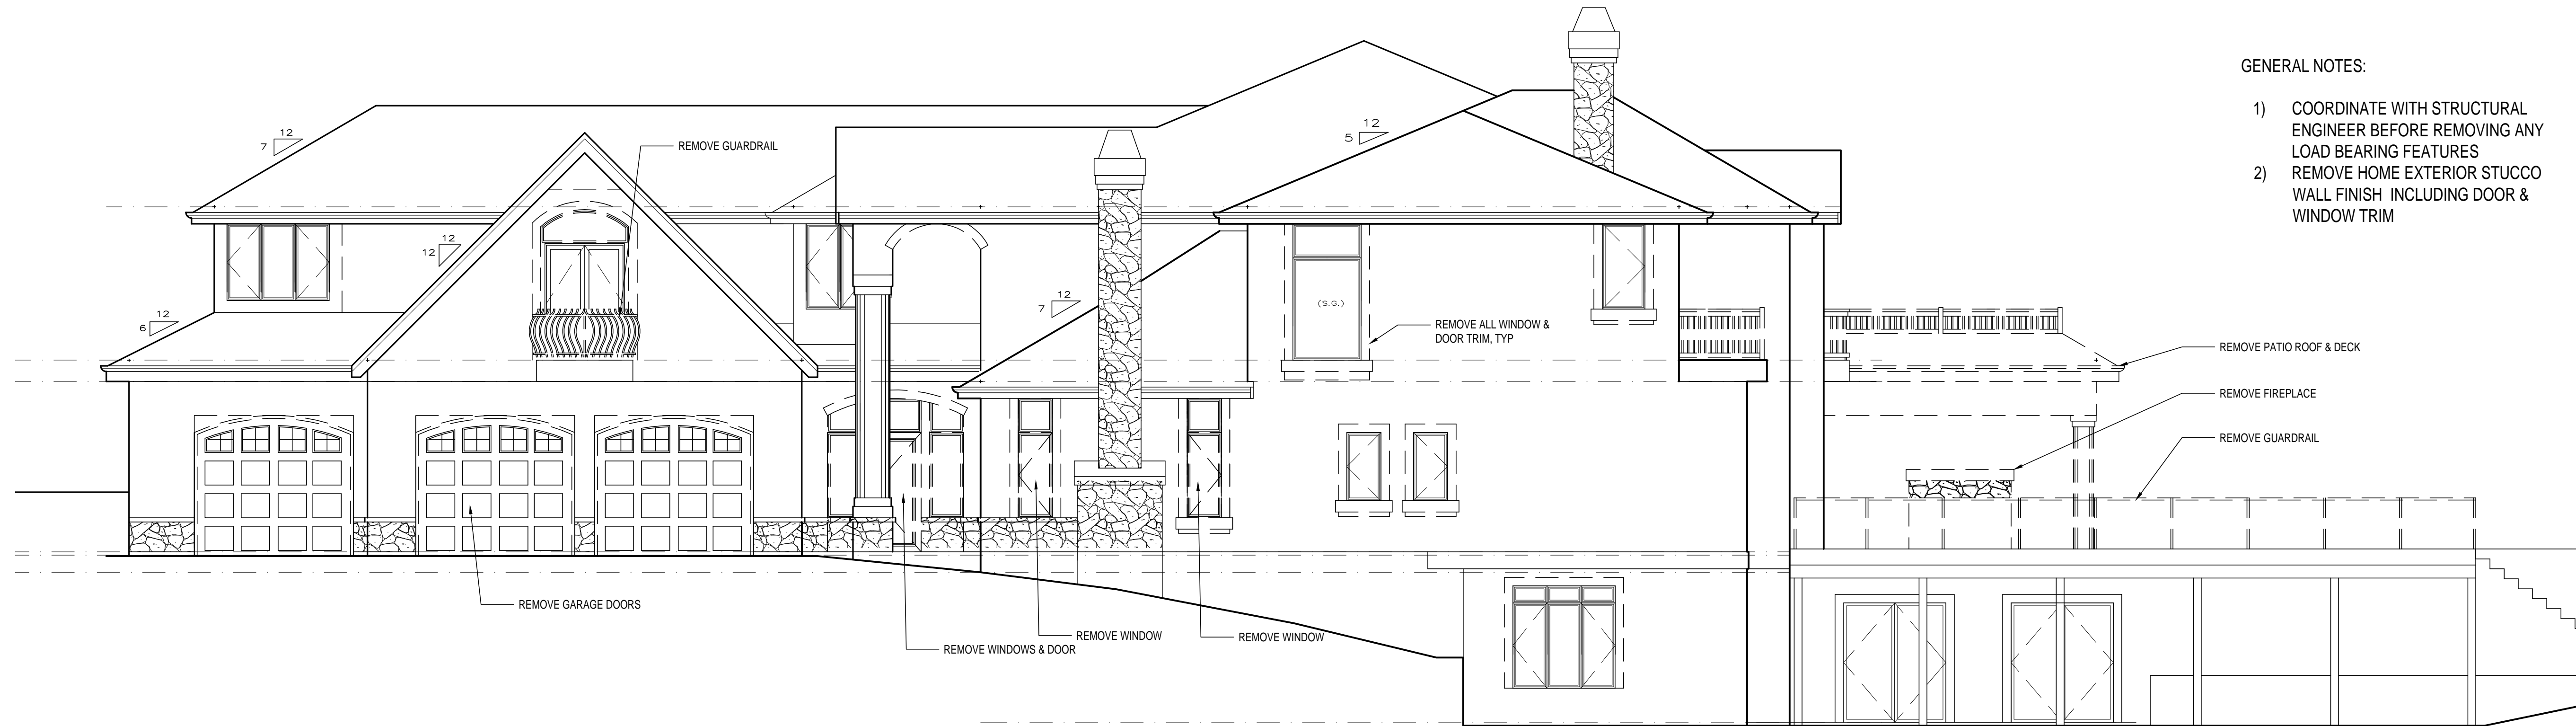 GENERAL NOTES:
1) COORDINATE WITH STRUCTURAL
ENGINEER BEFORE REMOVING ANY
LOAD BEARING FEATURES
2) REMOVE HOME EXTERIOR STUCCO
WALL FINISH INCLUDING DOOR &
WINDOW TRIM
12
7
REMOVE GUARDRAIL
12
5
12
12
12
6
12
7
(S.G.)
REMOVE ALL WINDOW &
DOOR TRIM, TYP
REMOVE PATIO ROOF & DECK
REMOVE FIREPLACE
REMOVE GUARDRAIL
REMOVE GARAGE DOORS
REMOVE WINDOWS & DOOR
REMOVE WINDOW
REMOVE WINDOW